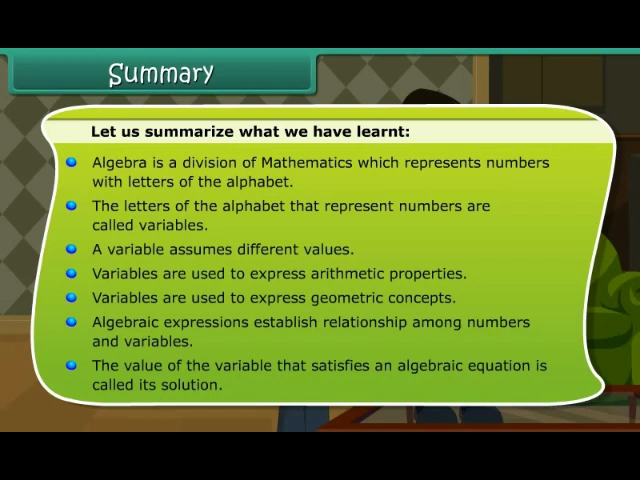 Summary
Let us summarize what we have learnt:
Algebra is a division of Mathematics which represents numbers
with letters of the alphabet.
The letters of the alphabet that represent numbers are
called variables.
A variable assumes different values.
Variables are used to express arithmetic properties.
Variables are used to express geometric concepts.
Algebraic expressions establish relationship among numbers
and variables.
The value of the variable that satisfies an algebraic equation is
called its solution.